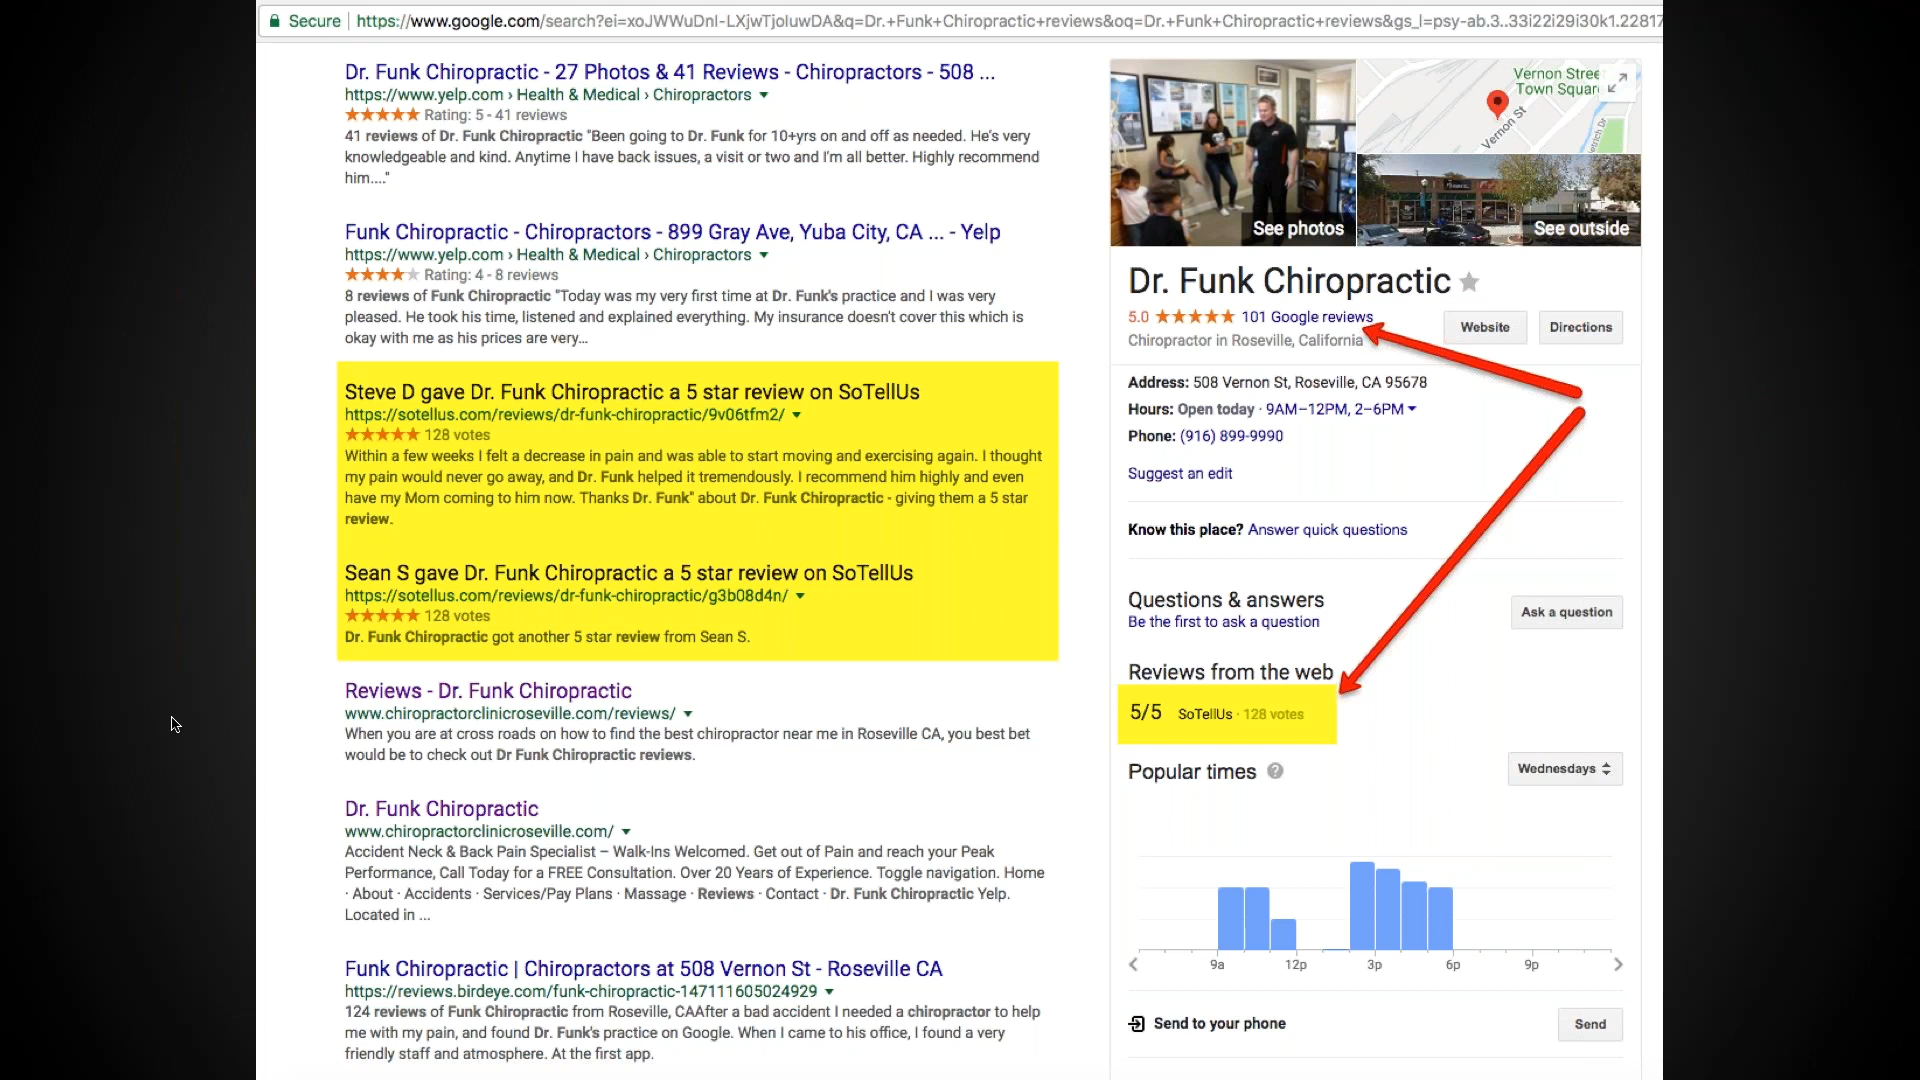 Secure | https://www.google.com/search?ei=xoJWWuDnI-LXjwTjoIuwDA&q=Dr.+Funk+Chiropractic+reviews&oq=Dr.+Funk+Chiropractic+reviews&gs_l=psy-ab.3..33i22i29i30k1.22817
Dr. Funk Chiropractic - 27 Photos & 41 Reviews - Chiropractors - 508 ...
https://www.yelp.com › Health & Medical › Chiropractors
Rating: 5 - 41 reviews
41 reviews of Dr. Funk Chiropractic "Been going to Dr. Funk for 10+yrs on and off as needed. He's very
knowledgeable and kind. Anytime I have back issues, a visit or two and I'm all better. Highly recommend
him...."
Funk Chiropractic - Chiropractors - 899 Gray Ave, Yuba City, CA ... - Yelp
https://www.yelp.com › Health & Medical › Chiropractors
Rating: 4 - 8 reviews
8 reviews of Funk Chiropractic "Today was my very first time at Dr. Funk's practice and I was very
pleased. He took his time, listened and explained everything. My insurance doesn't cover this which is
okay with me as his prices are very...
Steve D gave Dr. Funk Chiropractic a 5 star review on SoTellUs
https://sotellus.com/reviews/dr-funk-chiropractic/9v06tfm2/
128 votes
Within a few weeks I felt a decrease in pain and was able to start moving and exercising again. I thought
my pain would never go away, and Dr. Funk helped it tremendously. I recommend him highly and even
have my Mom coming to him now. Thanks Dr. Funk" about Dr. Funk Chiropractic - giving them a 5 star
review.
Sean S gave Dr. Funk Chiropractic a 5 star review on SoTellUs
https://sotellus.com/reviews/dr-funk-chiropractic/g3b08d4n/
128 votes
Dr. Funk Chiropractic got another 5 star review from Sean S.
Reviews - Dr. Funk Chiropractic
www.chiropractorclinicroseville.com/reviews/
When you are at cross roads on how to find the best chiropractor near me in Roseville CA, you best bet
would be to check out Dr Funk Chiropractic reviews.
Dr. Funk Chiropractic
www.chiropractorclinicroseville.com/
Accident Neck & Back Pain Specialist – Walk-Ins Welcomed. Get out of Pain and reach your Peak
Performance, Call Today for a FREE Consultation. Over 20 Years of Experience. Toggle navigation. Home
· About · Accidents · Services/Pay Plans · Massage · Reviews · Contact · Dr. Funk Chiropractic Yelp.
Located in ...
Funk Chiropractic | Chiropractors at 508 Vernon St - Roseville CA
https://reviews.birdeye.com/funk-chiropractic-147111605024929
124 reviews of Funk Chiropractic from Roseville, CAAfter a bad accident I needed a chiropractor to help
me with my pain, and found Dr. Funk's practice on Google. When I came to his office, I found a very
friendly staff and atmosphere. At the first app.
See photos
Vernon Street
Town Square
Vernon St
See outside
Dr. Funk Chiropractic
5.0 101 Google reviews
Chiropractor in Roseville, California
Website
Directions
Address: 508 Vernon St, Roseville, CA 95678
Hours: Open today · 9AM–12PM, 2–6PM
Phone: (916) 899-9990
Suggest an edit
Know this place? Answer quick questions
Questions & answers
Be the first to ask a question
Ask a question
Reviews from the web
5/5 SoTellUs · 128 votes
Popular times ?
Wednesdays
9a 12p 3p 6p 9p
Send to your phone
Send